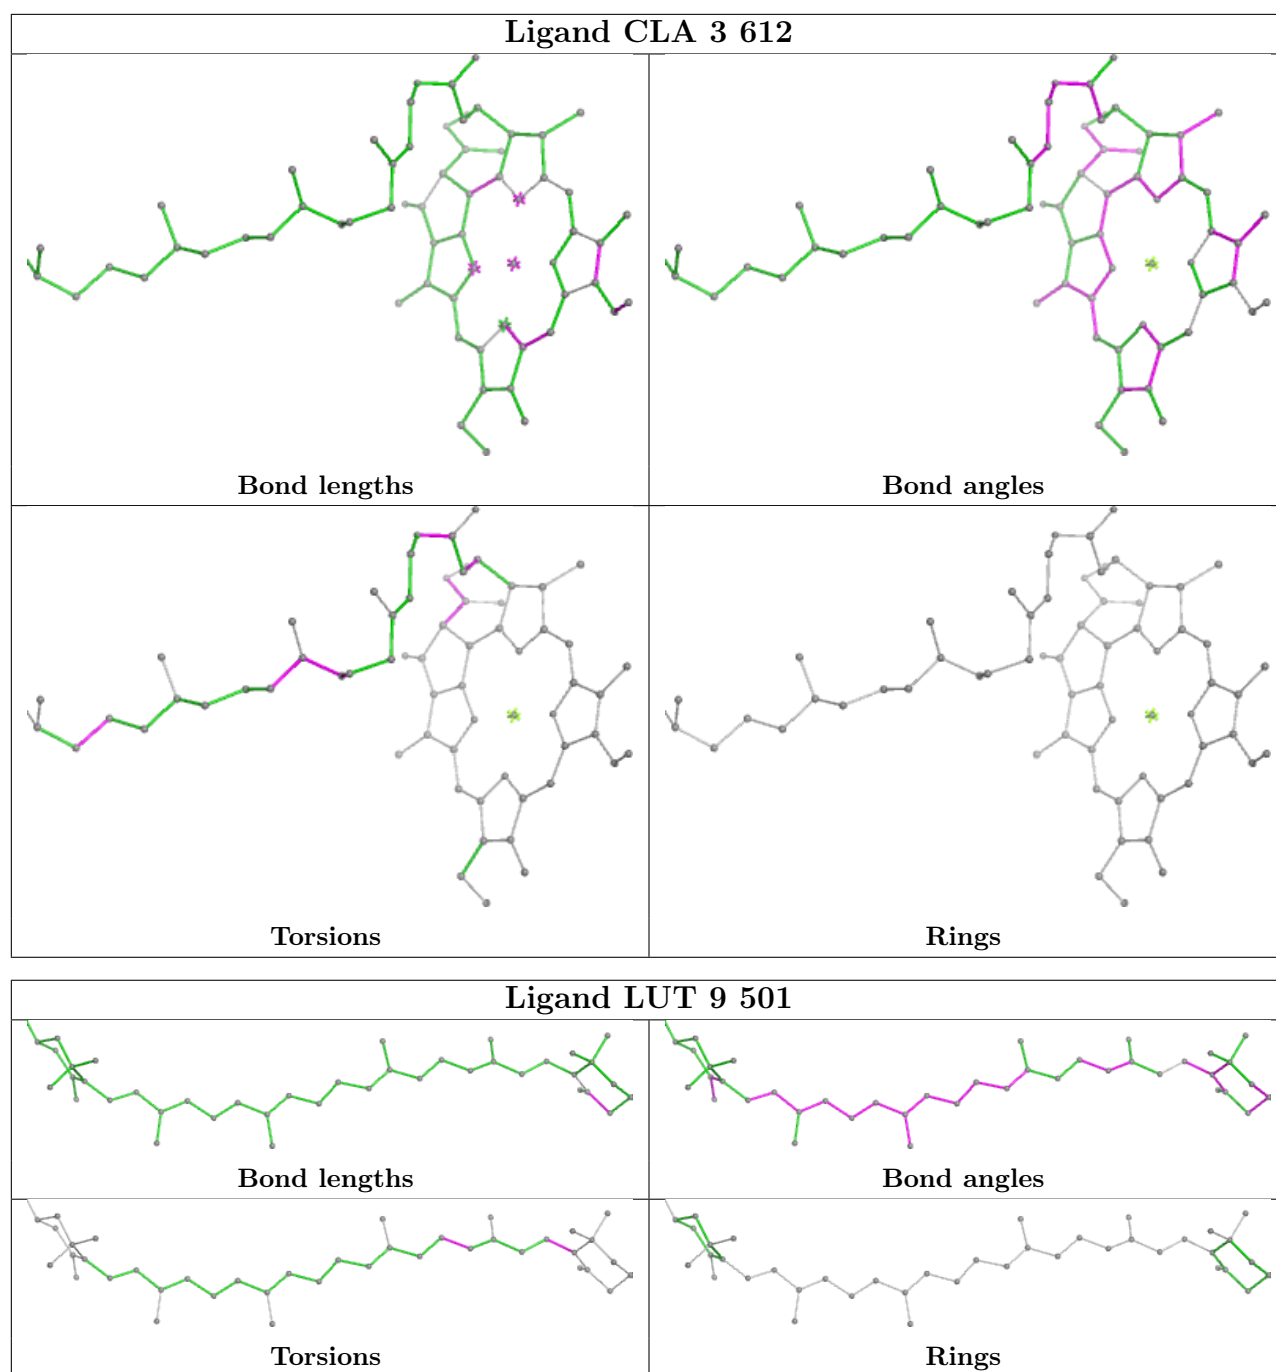 Ligand CLA 3 612
Bond lengths
Bond angles
Torsions
Rings
Ligand LUT 9 501
Bond lengths
Bond angles
Torsions
Rings